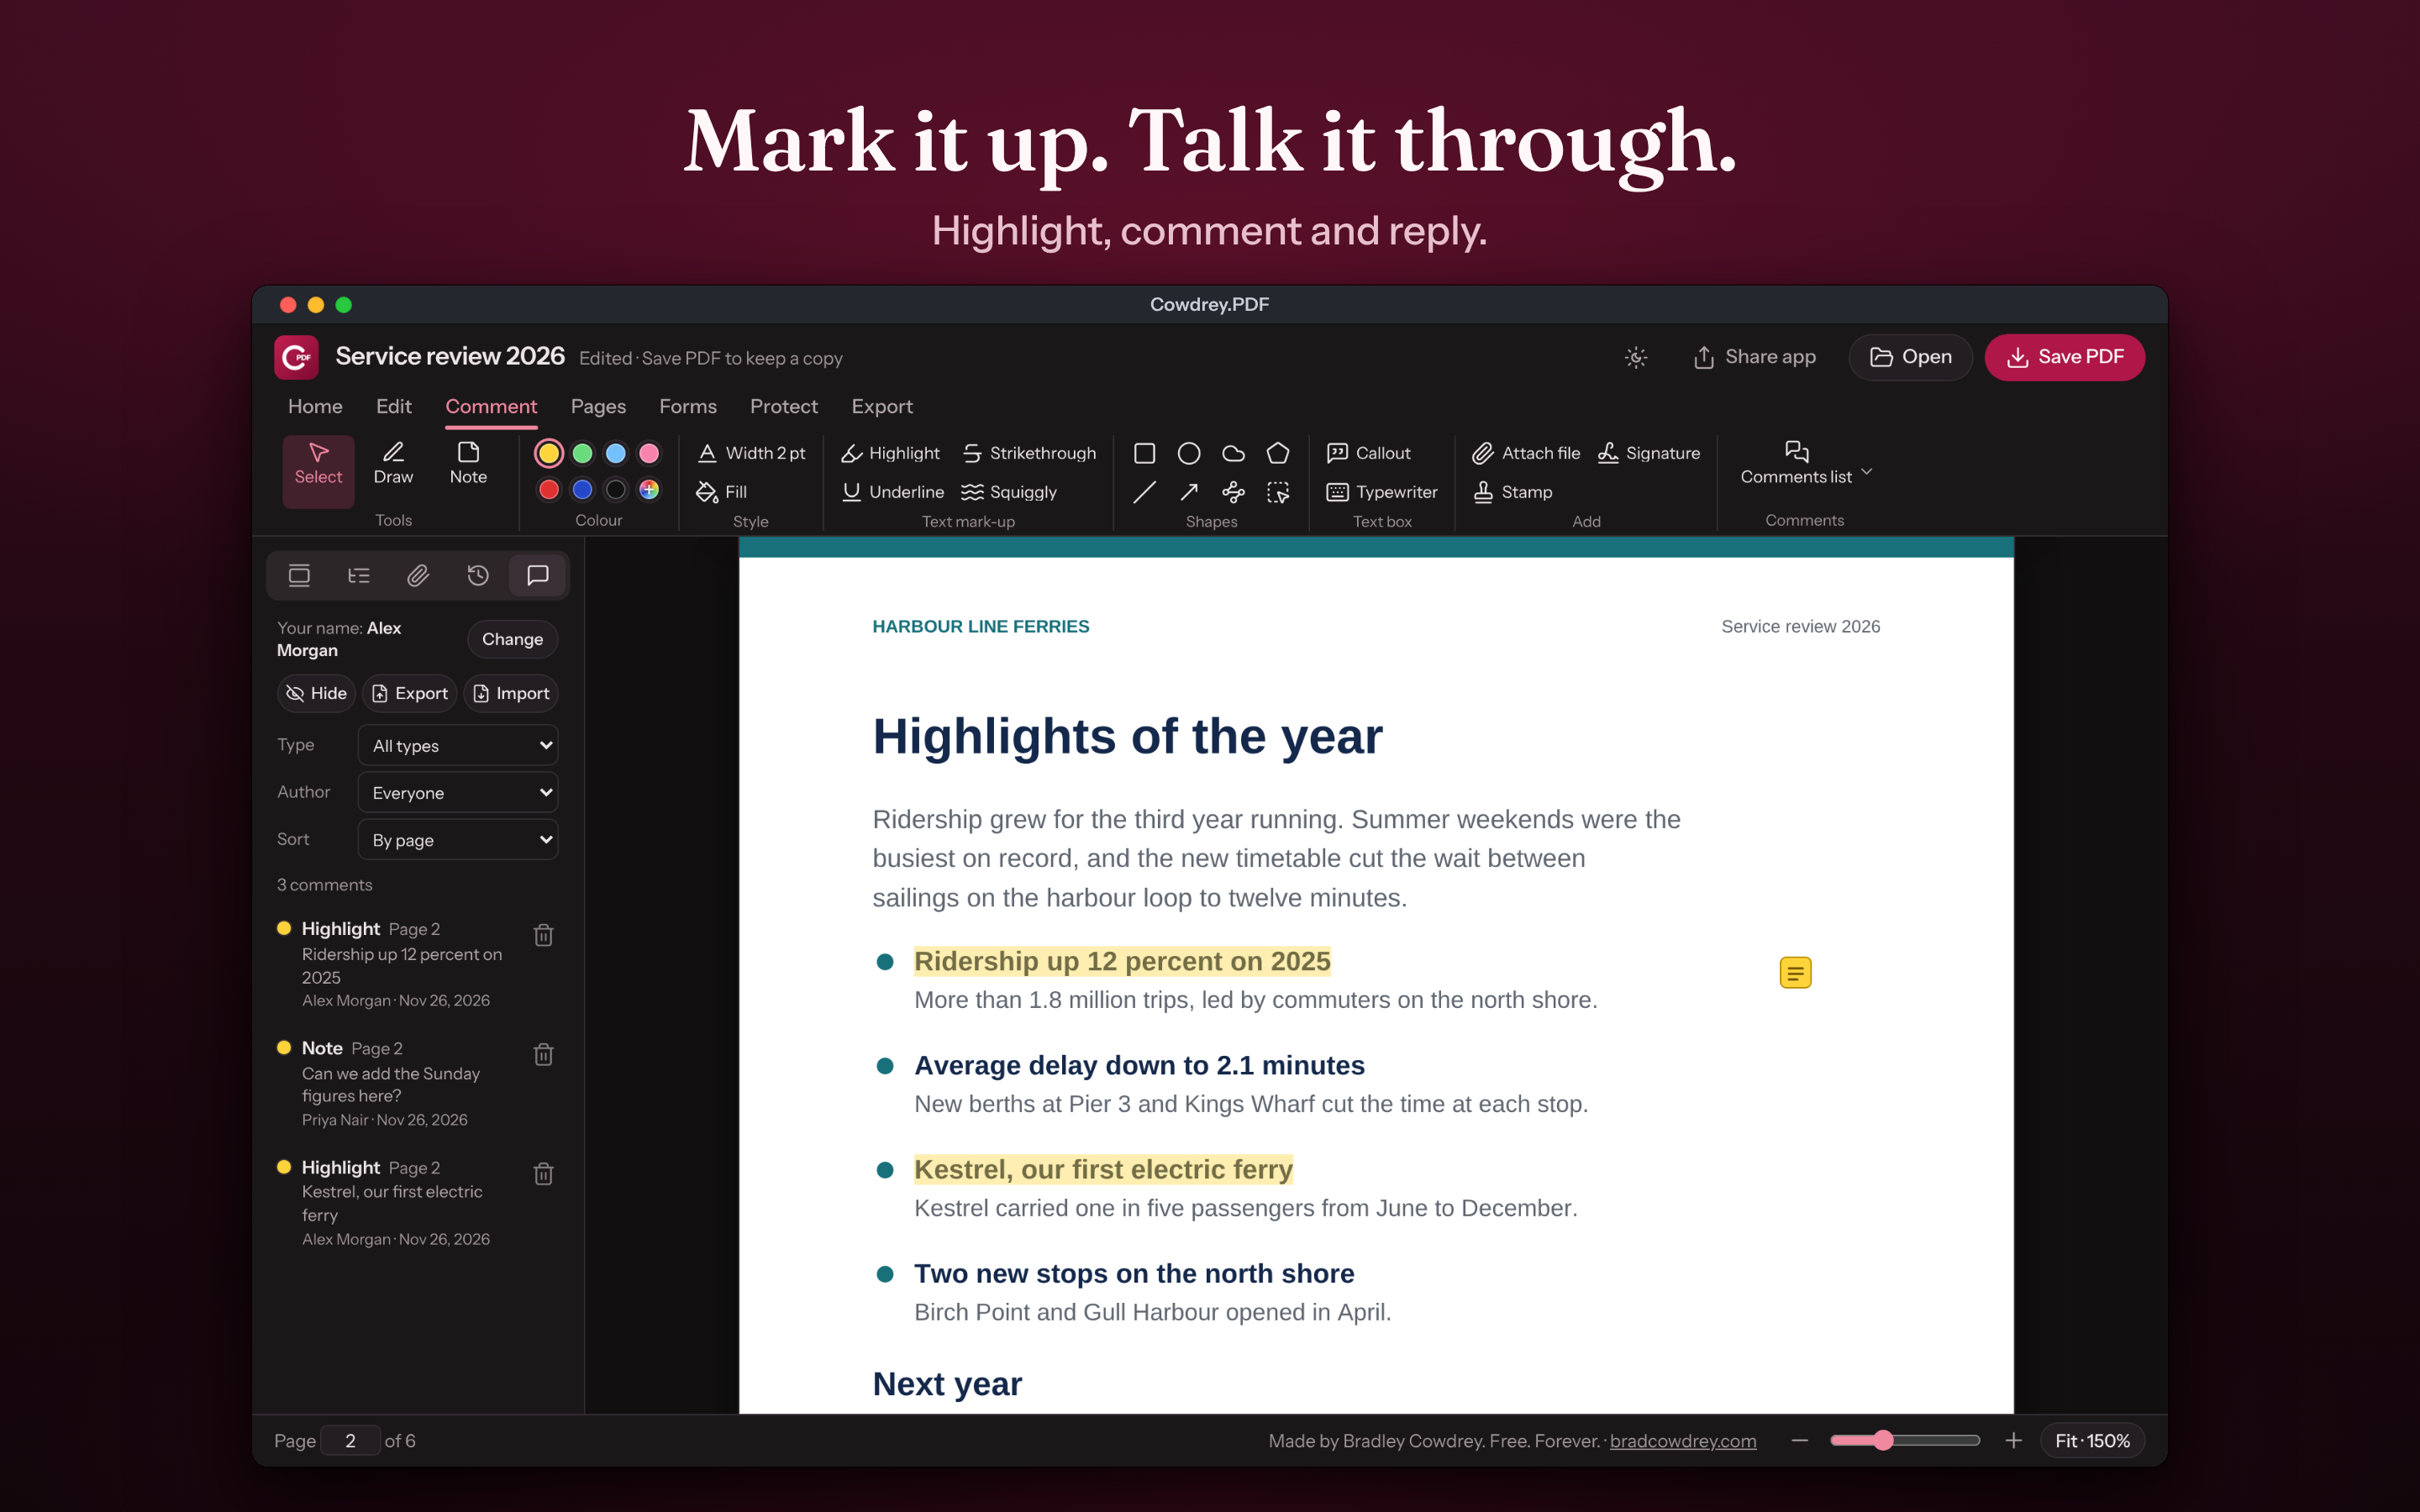 Mark it up. Talk it through.
Highlight, comment and reply.
Cowdrey.PDF
C PDF
Service review 2026 Edited · Save PDF to keep a copy
Share app Open Save PDF
Home Edit Comment Pages Forms Protect Export
Select Draw Note
Tools
Colour
Width 2 pt
Fill
Style
Highlight Strikethrough
Underline Squiggly
Text mark-up
Shapes
Callout
Typewriter
Text box
Attach file Signature
Stamp
Add
Comments list
Comments
Your name: Alex
Morgan
Change
Hide Export Import
Type All types
Author Everyone
Sort By page
3 comments
Highlight Page 2
Ridership up 12 percent on
2025
Alex Morgan · Nov 26, 2026
Note Page 2
Can we add the Sunday
figures here?
Priya Nair · Nov 26, 2026
Highlight Page 2
Kestrel, our first electric
ferry
Alex Morgan · Nov 26, 2026
HARBOUR LINE FERRIES Service review 2026
Highlights of the year
Ridership grew for the third year running. Summer weekends were the
busiest on record, and the new timetable cut the wait between
sailings on the harbour loop to twelve minutes.
Ridership up 12 percent on 2025
More than 1.8 million trips, led by commuters on the north shore.
Average delay down to 2.1 minutes
New berths at Pier 3 and Kings Wharf cut the time at each stop.
Kestrel, our first electric ferry
Kestrel carried one in five passengers from June to December.
Two new stops on the north shore
Birch Point and Gull Harbour opened in April.
Next year
Page 2 of 6
Made by Bradley Cowdrey. Free. Forever. · bradcowdrey.com
Fit · 150%